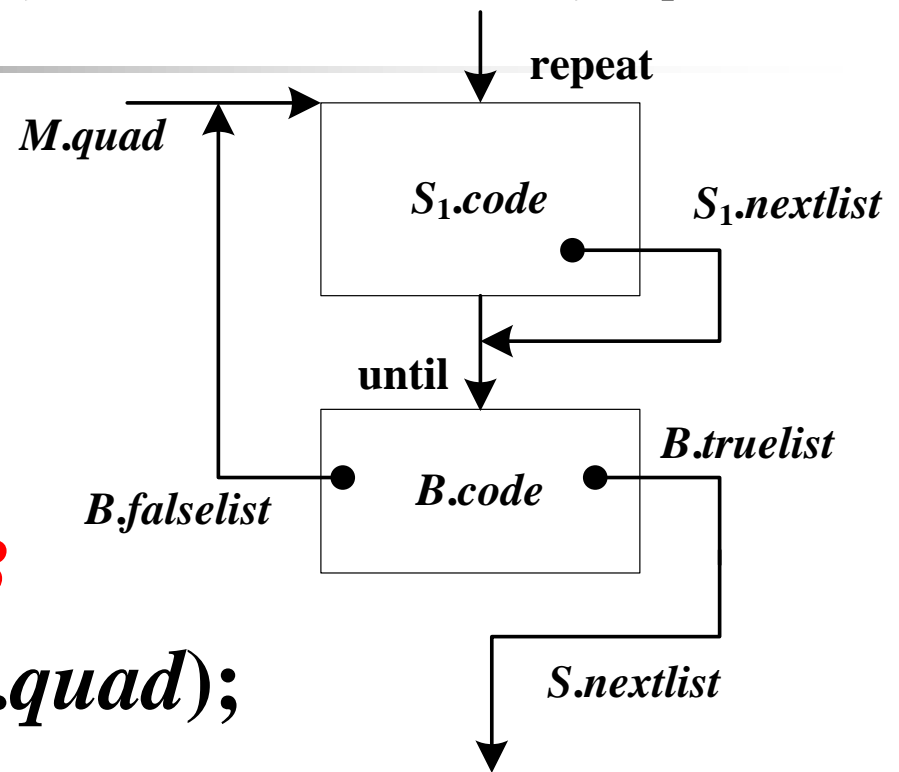 repeat
M.quad
S₁.code
S₁.nextlist
until
B.truelist
B.code
B.falselist
;
.quad);
S.nextlist